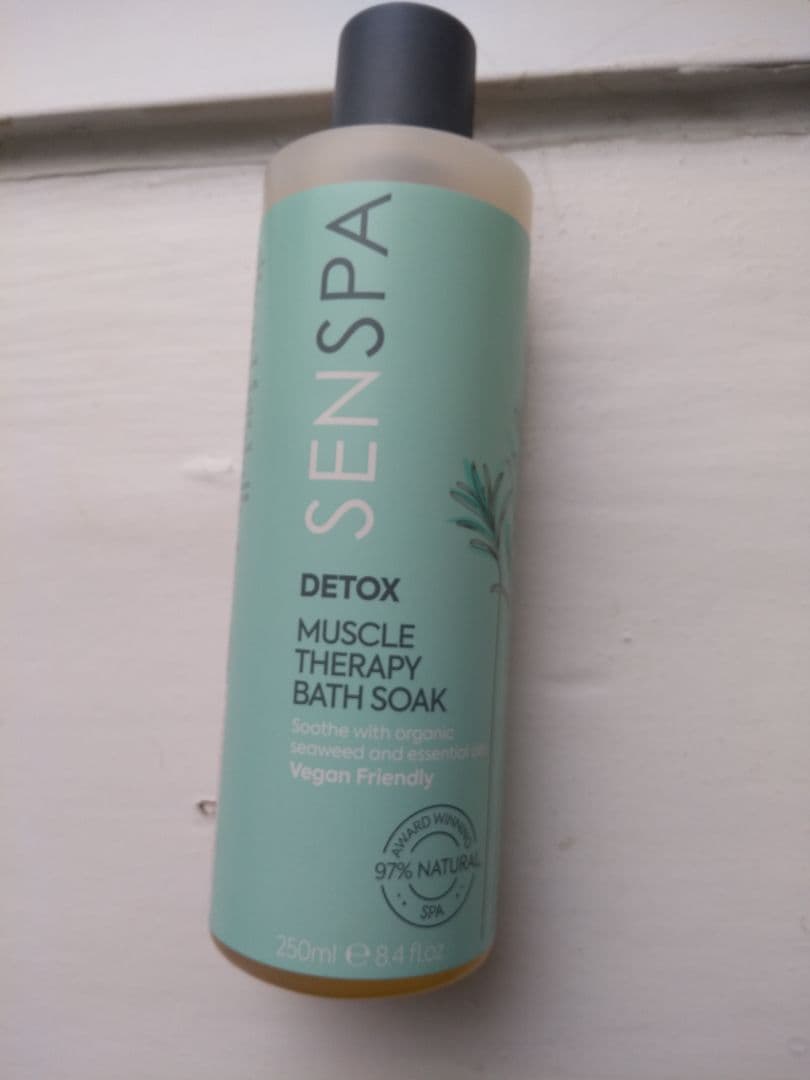 SENSPA
DETOX
MUSCLE
THERAPY
BATH SOAK
Soothe with organic
seaweed and essential
Vegan Friendly
AWARD WINNING
97% NATURAL
SPA
250ml ℮ 8.4 fl.oz